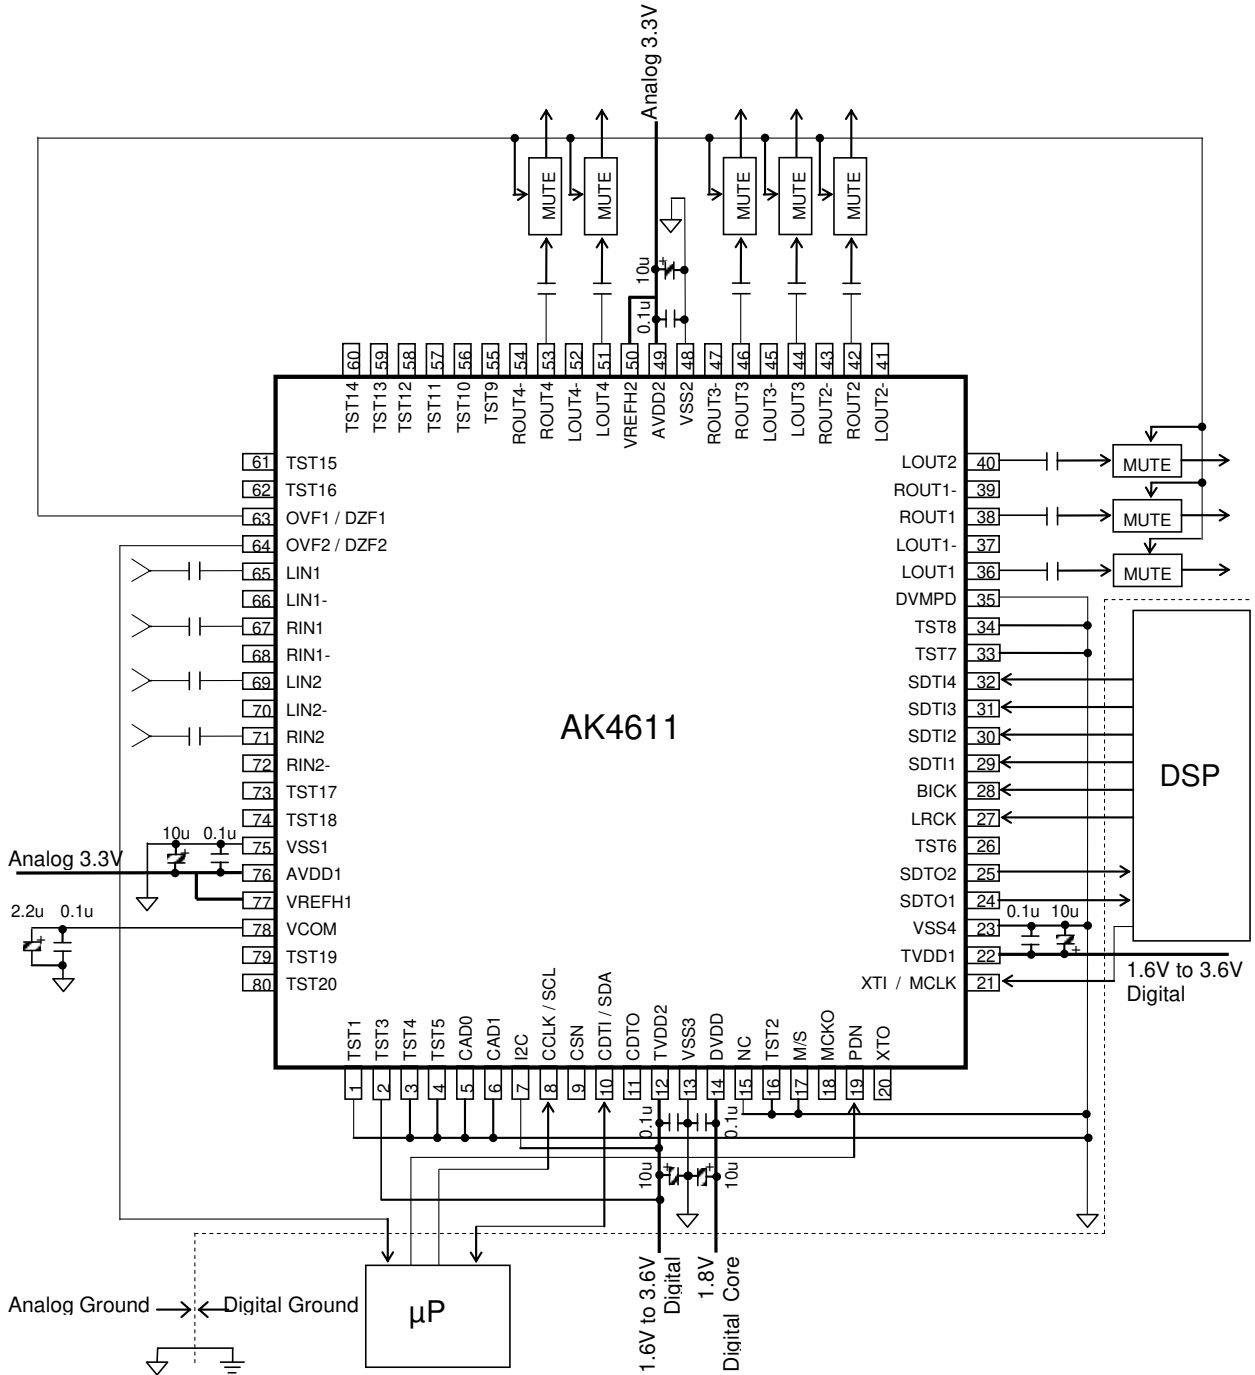 Analog 3.3V
MUTE
MUTE
MUTE
MUTE
MUTE
10u
+
0.1u
60
59
58
57
56
55
54
53
52
51
50
49
48
47
46
45
44
43
42
41
TST14
TST13
TST12
TST11
TST10
TST9
ROUT4-
ROUT4
LOUT4-
LOUT4
VREFH2
AVDD2
VSS2
ROUT3-
ROUT3
LOUT3-
LOUT3
ROUT2-
ROUT2
LOUT2-
61 TST15
62 TST16
63 OVF1 / DZF1
64 OVF2 / DZF2
65 LIN1
66 LIN1-
67 RIN1
68 RIN1-
69 LIN2
70 LIN2-
71 RIN2
72 RIN2-
73 TST17
74 TST18
75 VSS1
76 AVDD1
77 VREFH1
78 VCOM
79 TST19
80 TST20
10u 0.1u
+
Analog 3.3V
2.2u 0.1u
+
AK4611
LOUT2 40
MUTE
ROUT1- 39
ROUT1 38
MUTE
LOUT1- 37
LOUT1 36
MUTE
DVMPD 35
TST8 34
TST7 33
SDTI4 32
SDTI3 31
SDTI2 30
SDTI1 29
BICK 28
LRCK 27
TST6 26
SDTO2 25
SDTO1 24
VSS4 23
TVDD1 22
XTI / MCLK 21
DSP
0.1u 10u
+
1.6V to 3.6V
Digital
TST1
TST3
TST4
TST5
CAD0
CAD1
I2C
CCLK / SCL
CSN
CDTI / SDA
CDTO
TVDD2
VSS3
DVDD
NC
TST2
M/S
MCKO
PDN
XTO
1
2
3
4
5
6
7
8
9
10
11
12
13
14
15
16
17
18
19
20
0.1u
0.1u
10u
+
+
10u
1.6V to 3.6V
Digital
1.8V
Digital Core
µP
Analog Ground
Digital Ground